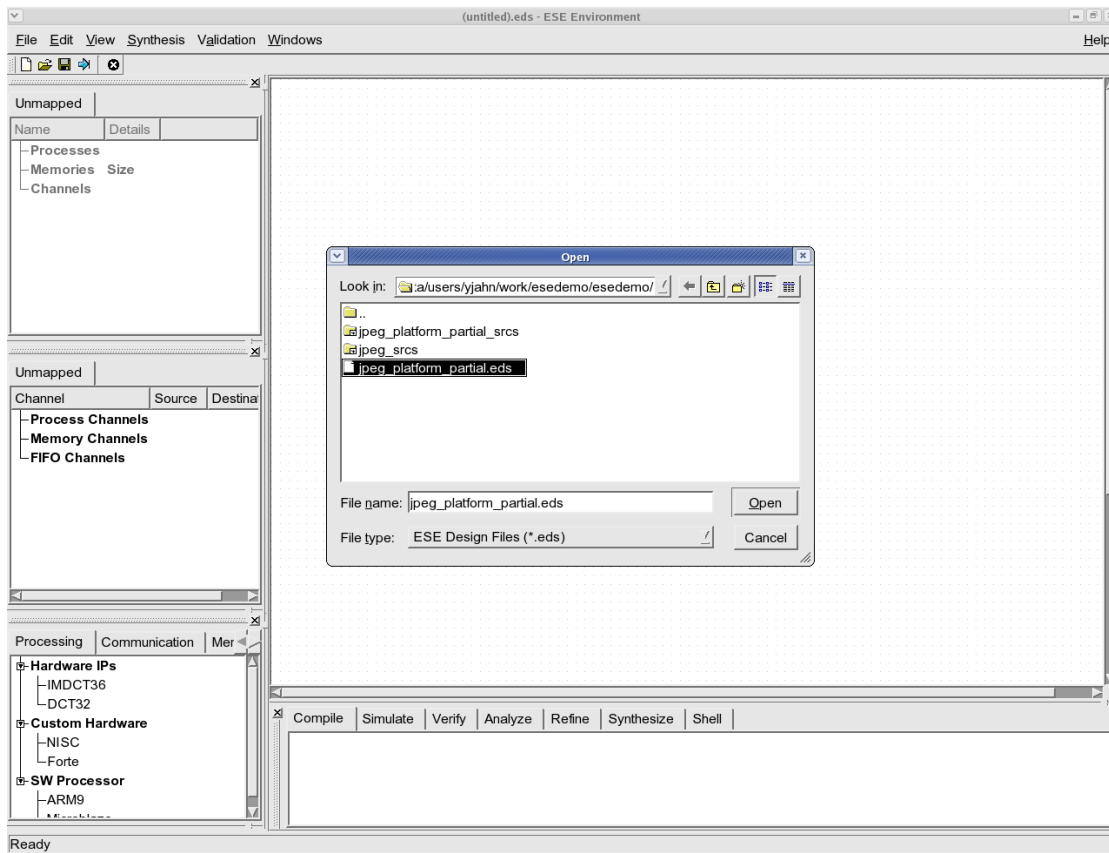 (untitled).eds - ESE Environment
File Edit View Synthesis Validation Windows Help
Unmapped
Name Details
Processes
Memories Size
Channels
Unmapped
Channel Source Destina
Process Channels
Memory Channels
FIFO Channels
Processing Communication Mer
Hardware IPs
IMDCT36
DCT32
Custom Hardware
NISC
Forte
SW Processor
ARM9
Open
Look in: :a/users/yjahn/work/esedemo/esedemo/
..
jpeg_platform_partial_srcs
jpeg_srcs
jpeg_platform_partial.eds
File name: jpeg_platform_partial.eds Open
File type: ESE Design Files (*.eds) Cancel
Compile Simulate Verify Analyze Refine Synthesize Shell
Ready